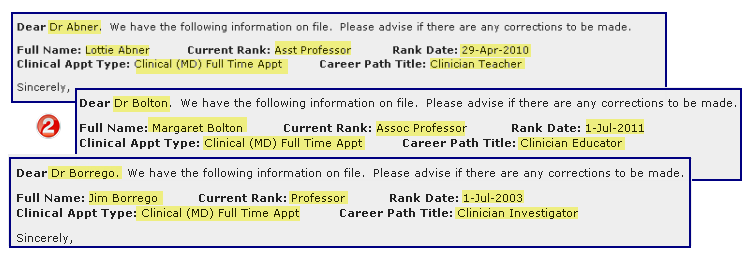 Dear Dr Abner. We have the following information on file. Please advise if there are any corrections to be made.
Full Name: Lottie Abner Current Rank: Asst Professor Rank Date: 29-Apr-2010
Clinical Appt Type: Clinical (MD) Full Time Appt Career Path Title: Clinician Teacher
Sincerely,
Dear Dr Bolton. We have the following information on file. Please advise if there are any corrections to be made.
2
Full Name: Margaret Bolton Current Rank: Assoc Professor Rank Date: 1-Jul-2011
Clinical Appt Type: Clinical (MD) Full Time Appt Career Path Title: Clinician Educator
Dear Dr Borrego. We have the following information on file. Please advise if there are any corrections to be made.
Full Name: Jim Borrego Current Rank: Professor Rank Date: 1-Jul-2003
Clinical Appt Type: Clinical (MD) Full Time Appt Career Path Title: Clinician Investigator
Sincerely,